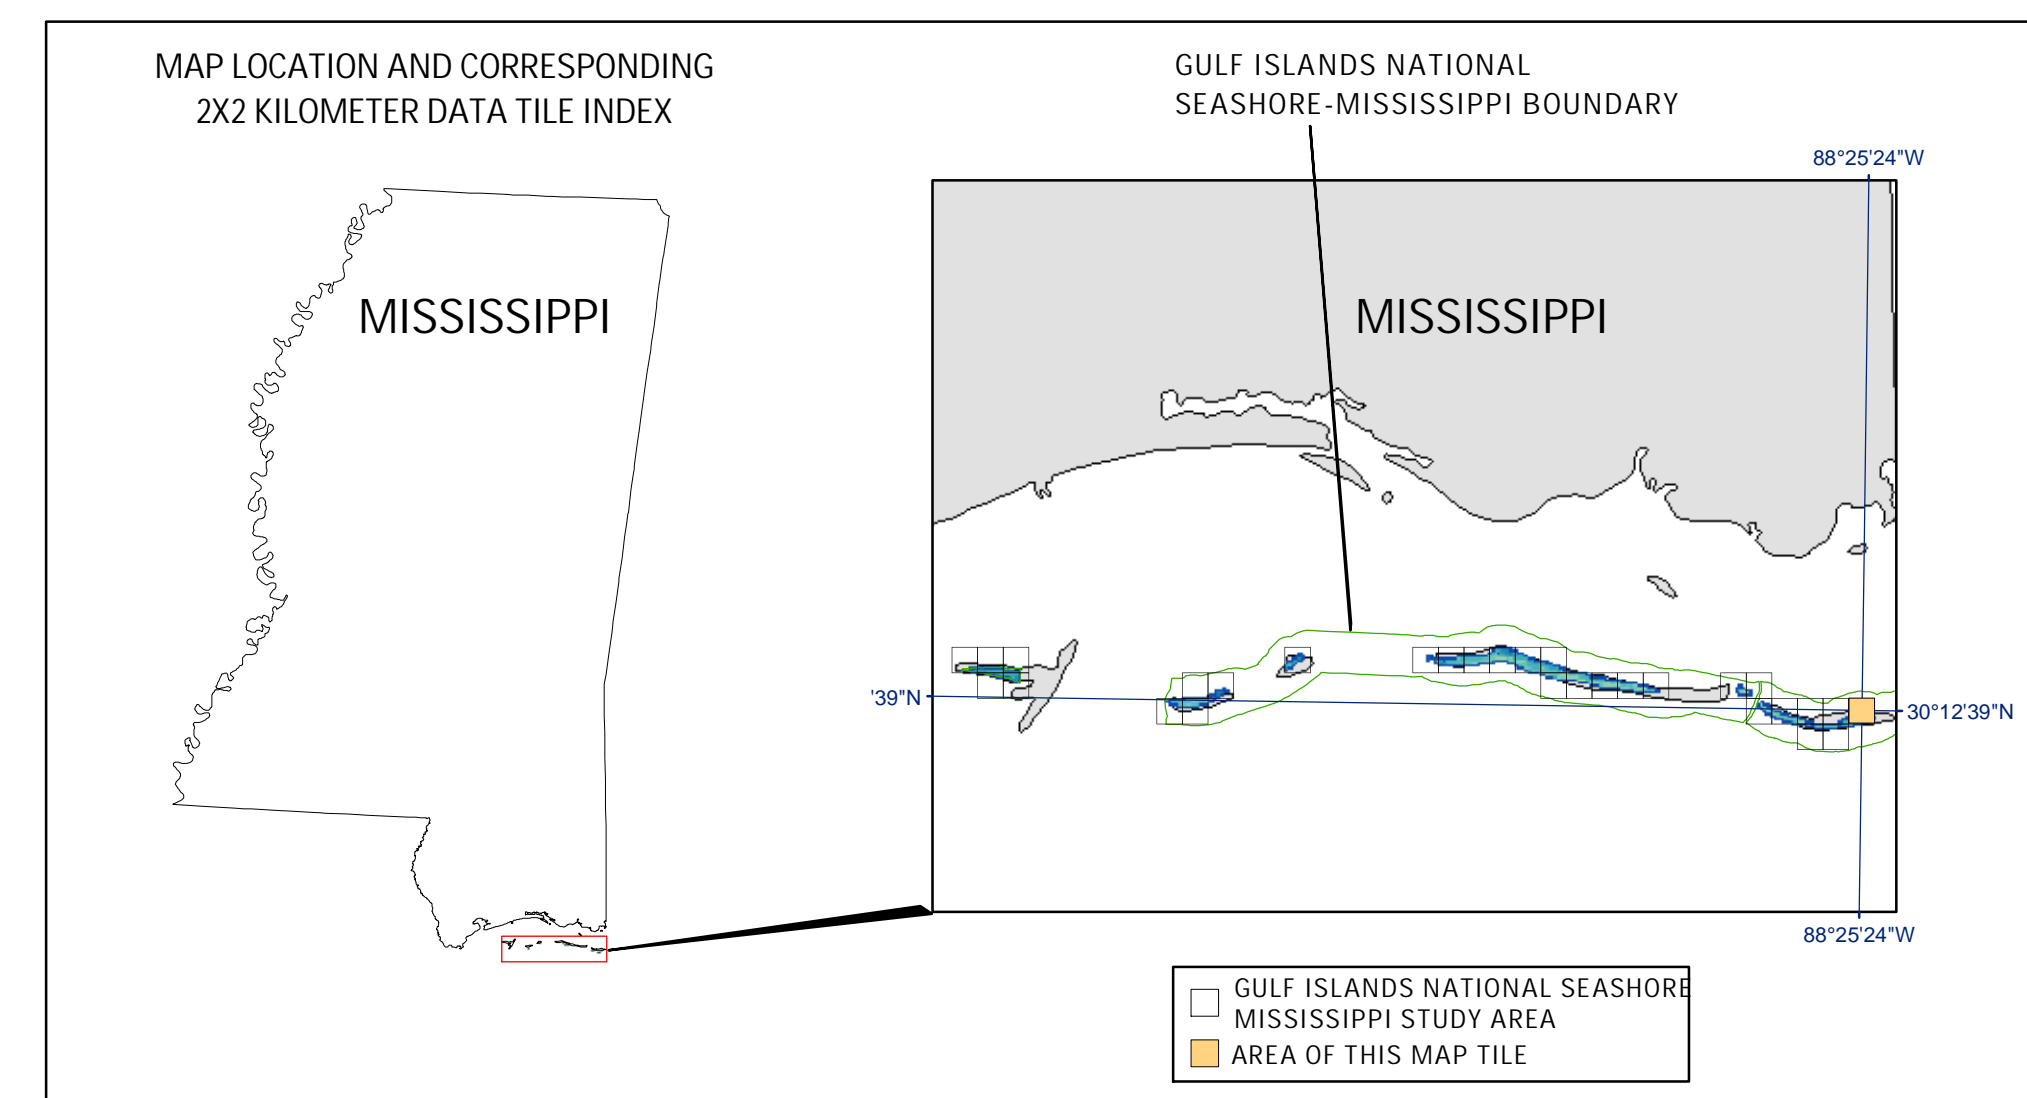 MAP LOCATION AND CORRESPONDING
2X2 KILOMETER DATA TILE INDEX
GULF ISLANDS NATIONAL
SEASHORE-MISSISSIPPI BOUNDARY
88°25'24"W
MISSISSIPPI
MISSISSIPPI
'39"N
30°12'39"N
88°25'24"W
GULF ISLANDS NATIONAL SEASHORE
MISSISSIPPI STUDY AREA
AREA OF THIS MAP TILE